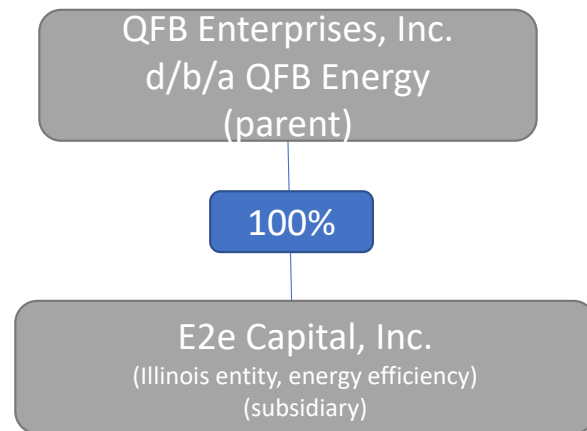 QFB Enterprises, Inc.
d/b/a QFB Energy
(parent)
100%
E2e Capital, Inc.
(Illinois entity, energy efficiency)
(subsidiary)